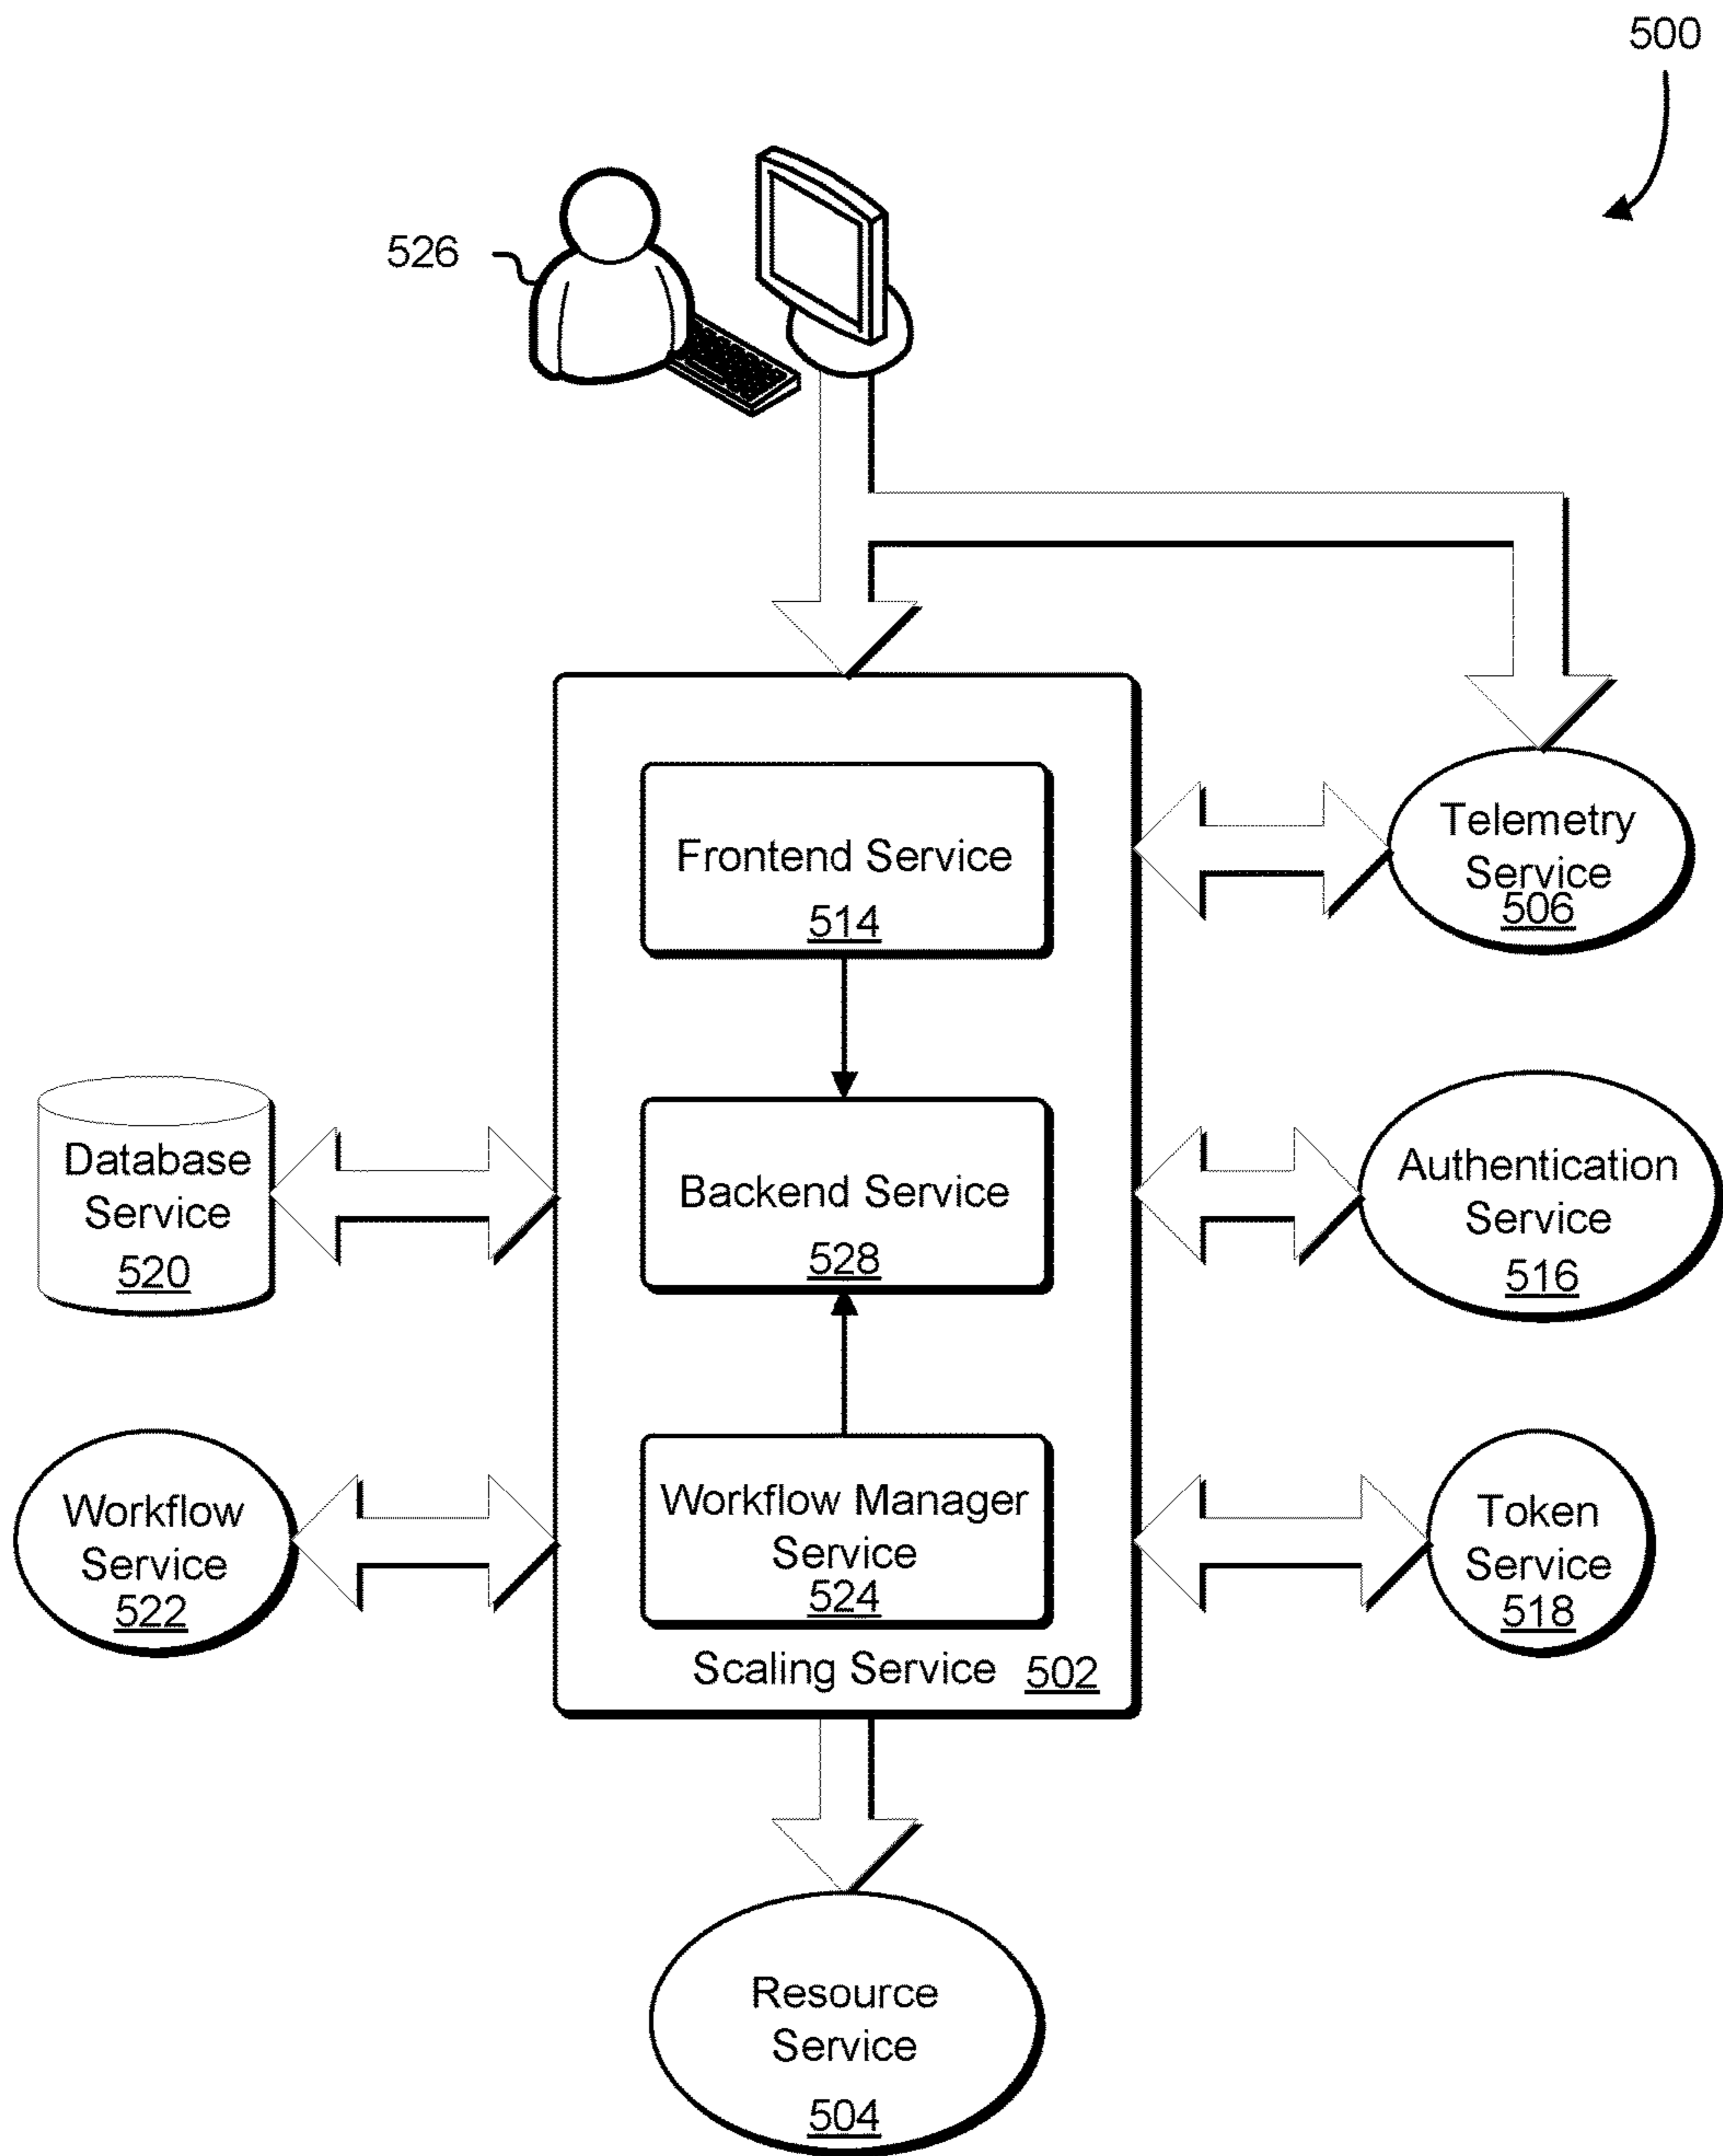 500
526
Frontend Service
514
Telemetry
Service
506
Database
Service
520
Backend Service
528
Authentication
Service
516
Workflow
Service
522
Workflow Manager
Service
524
Token
Service
518
Scaling Service 502
Resource
Service
504